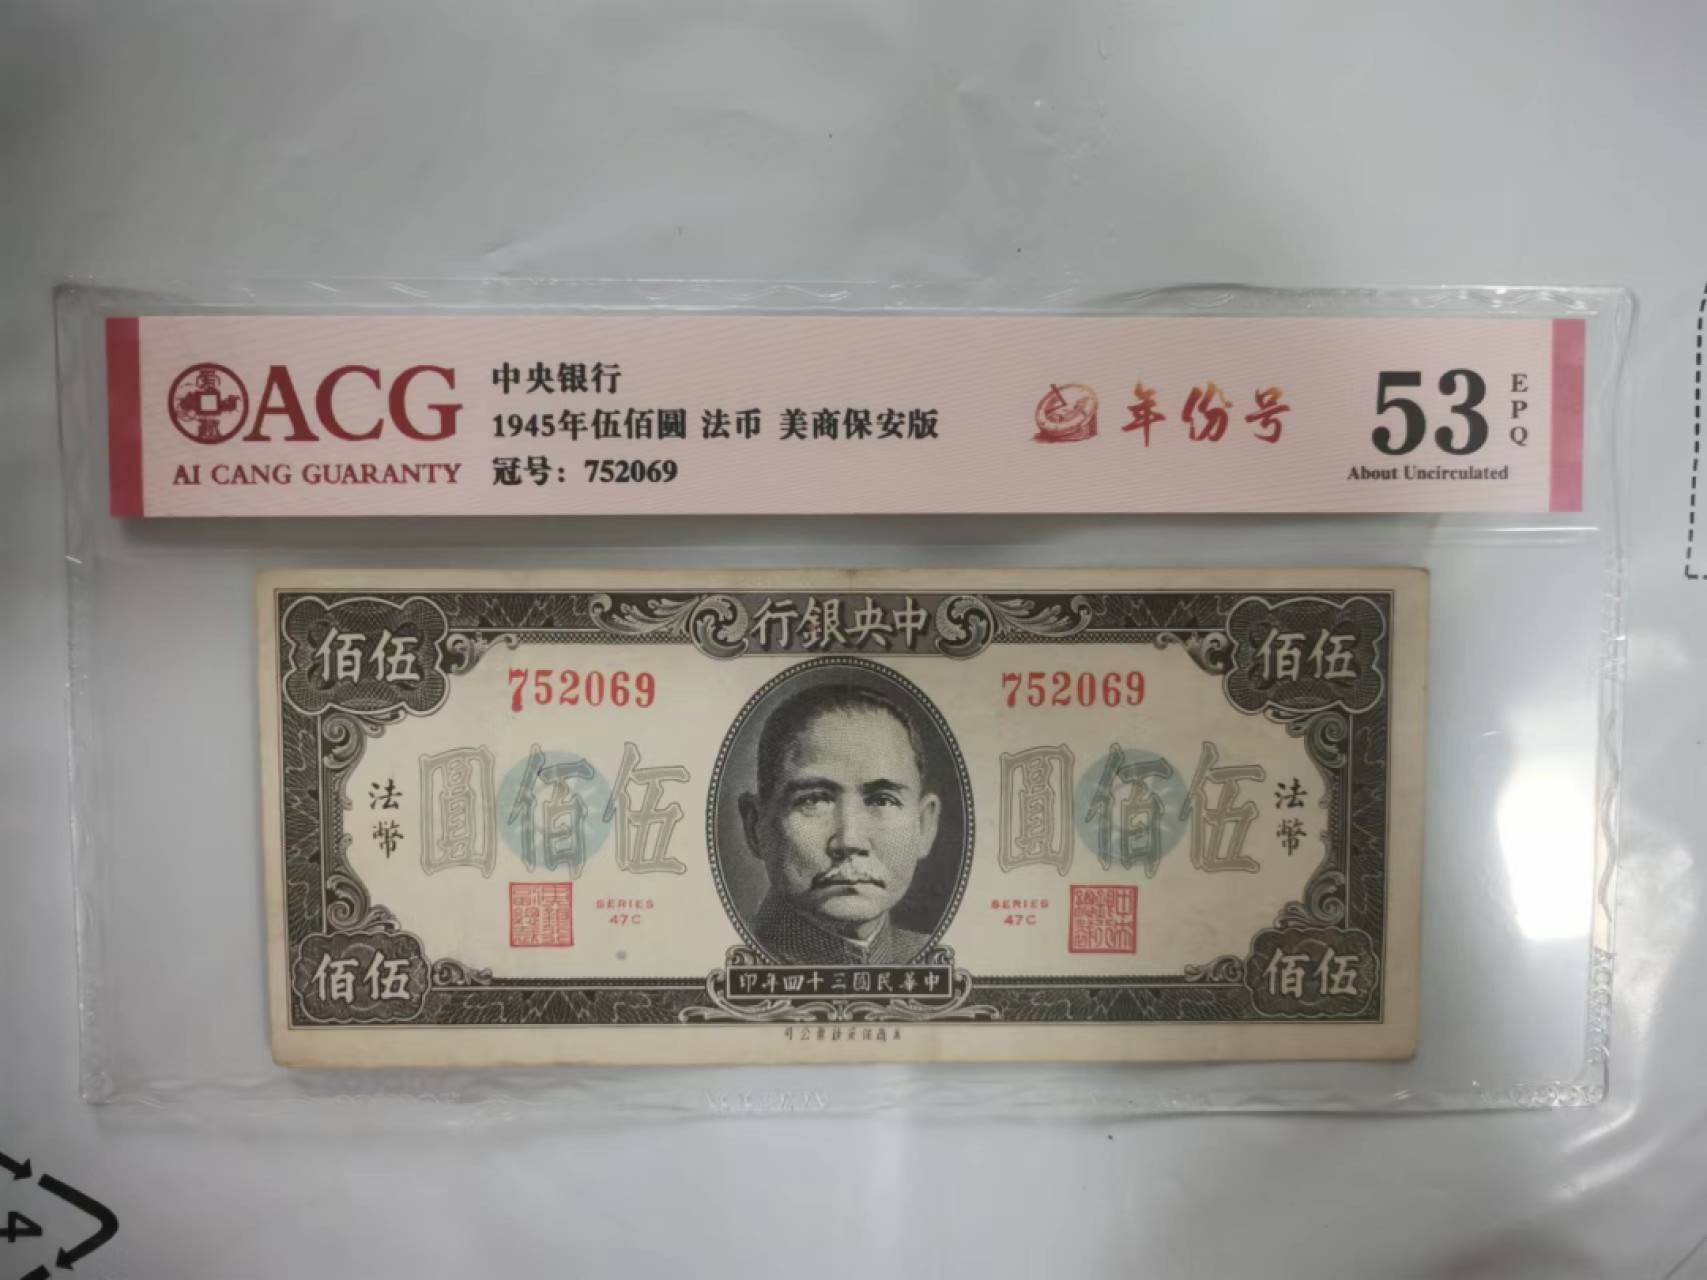 ACG
AI CANG GUARANTY
中央银行
1945年伍佰圆 法币 美商保安版
冠号：752069
年份号
53
EPQ
About Uncirculated
行銀央中
佰伍
佰伍
752069
752069
法幣
圓佰伍
圓佰伍
法幣
SERIES
47C
SERIES
47C
佰伍
佰伍
印年四十三國民華中
4